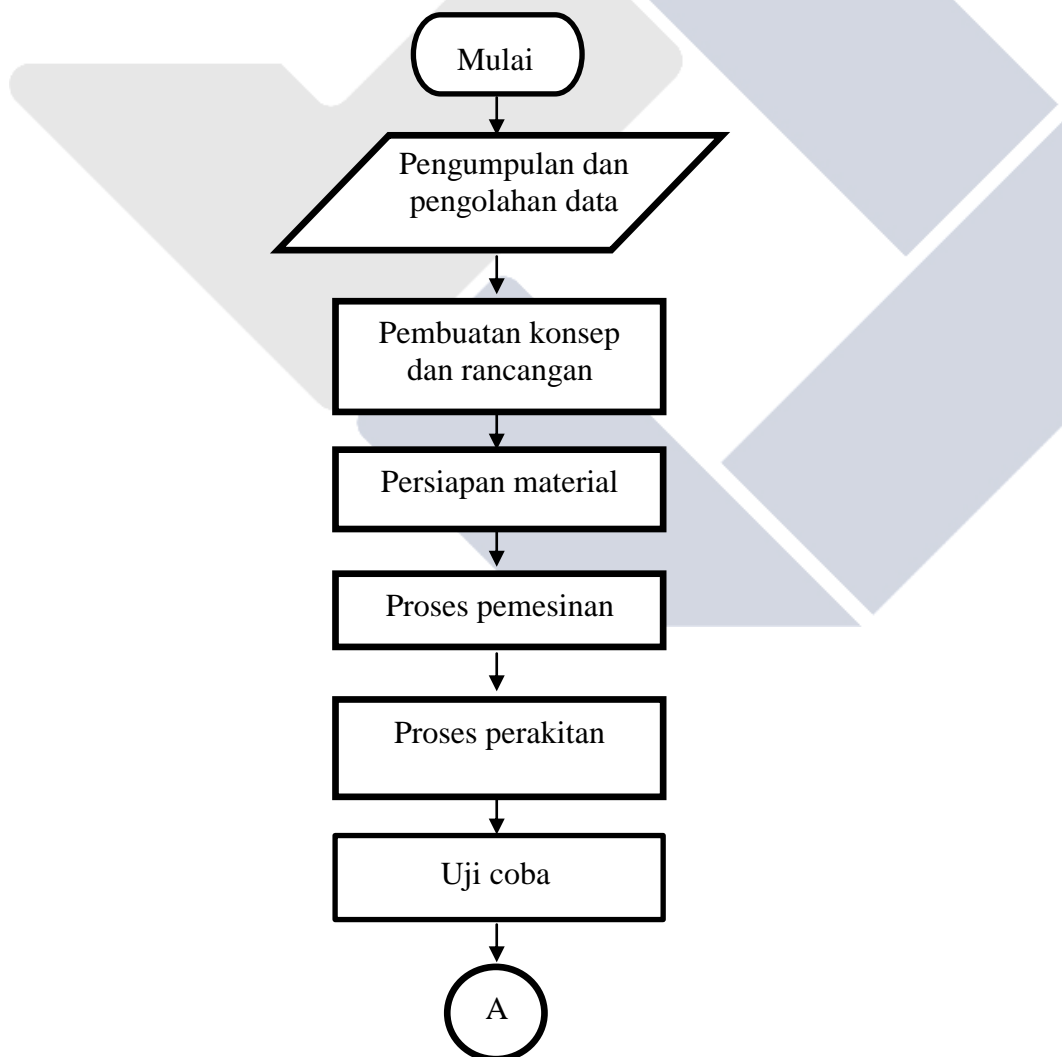 Mulai
Pengumpulan dan
pengolahan data
Pembuatan konsep
dan rancangan
Persiapan material
Proses pemesinan
Proses perakitan
Uji coba
A